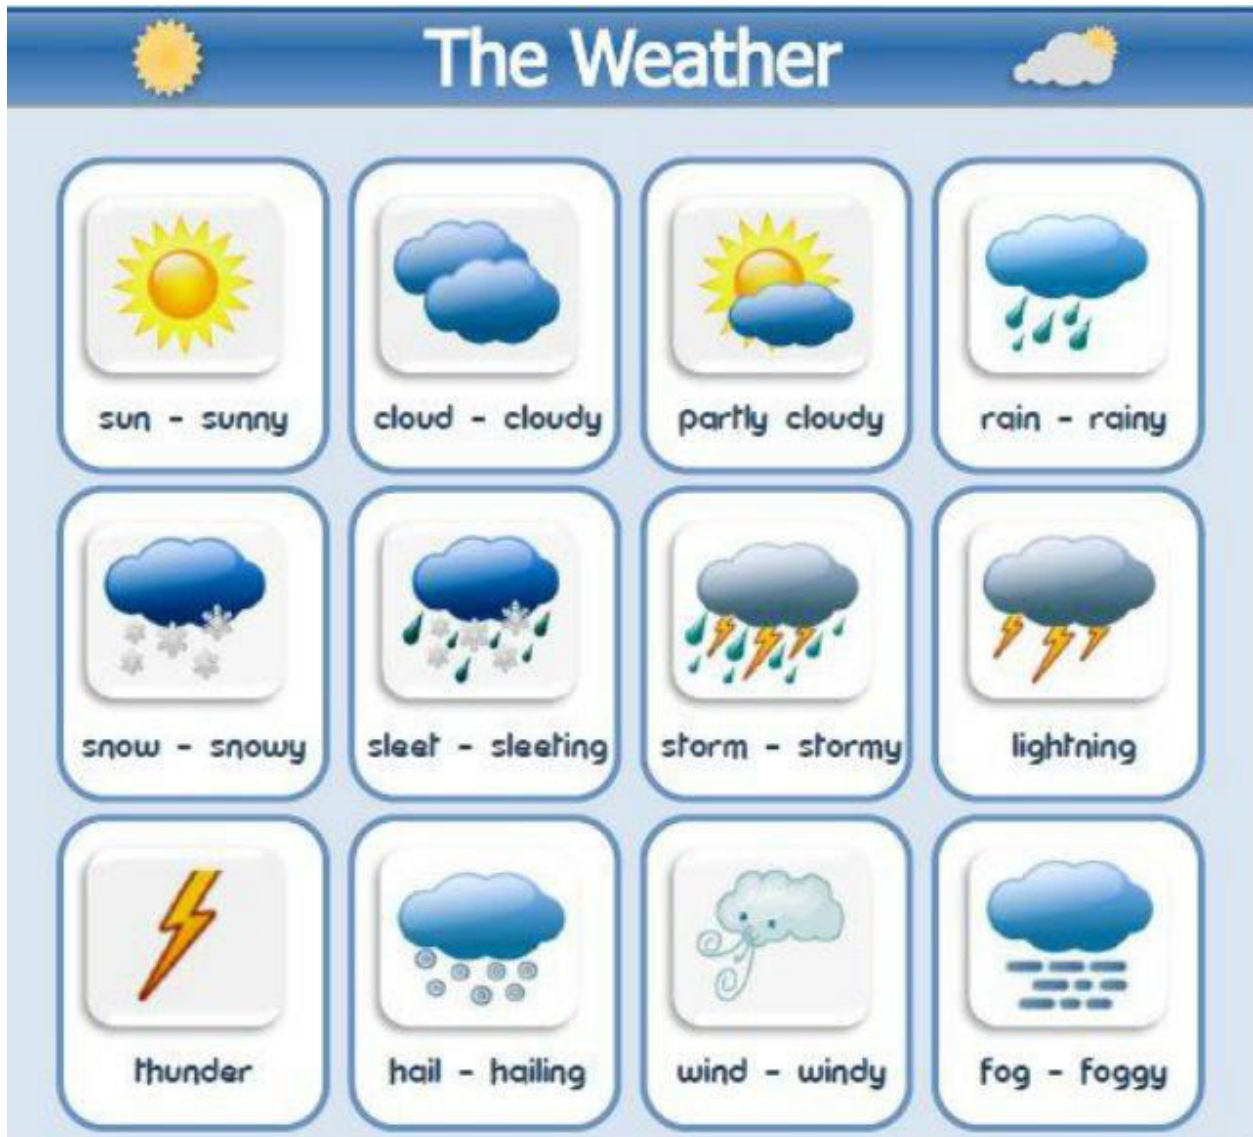 The Weather
sun - sunny
cloud - cloudy
partly cloudy
rain - rainy
snow - snowy
sleet - sleeting
storm - stormy
lightning
thunder
hail - hailing
wind - windy
fog - foggy